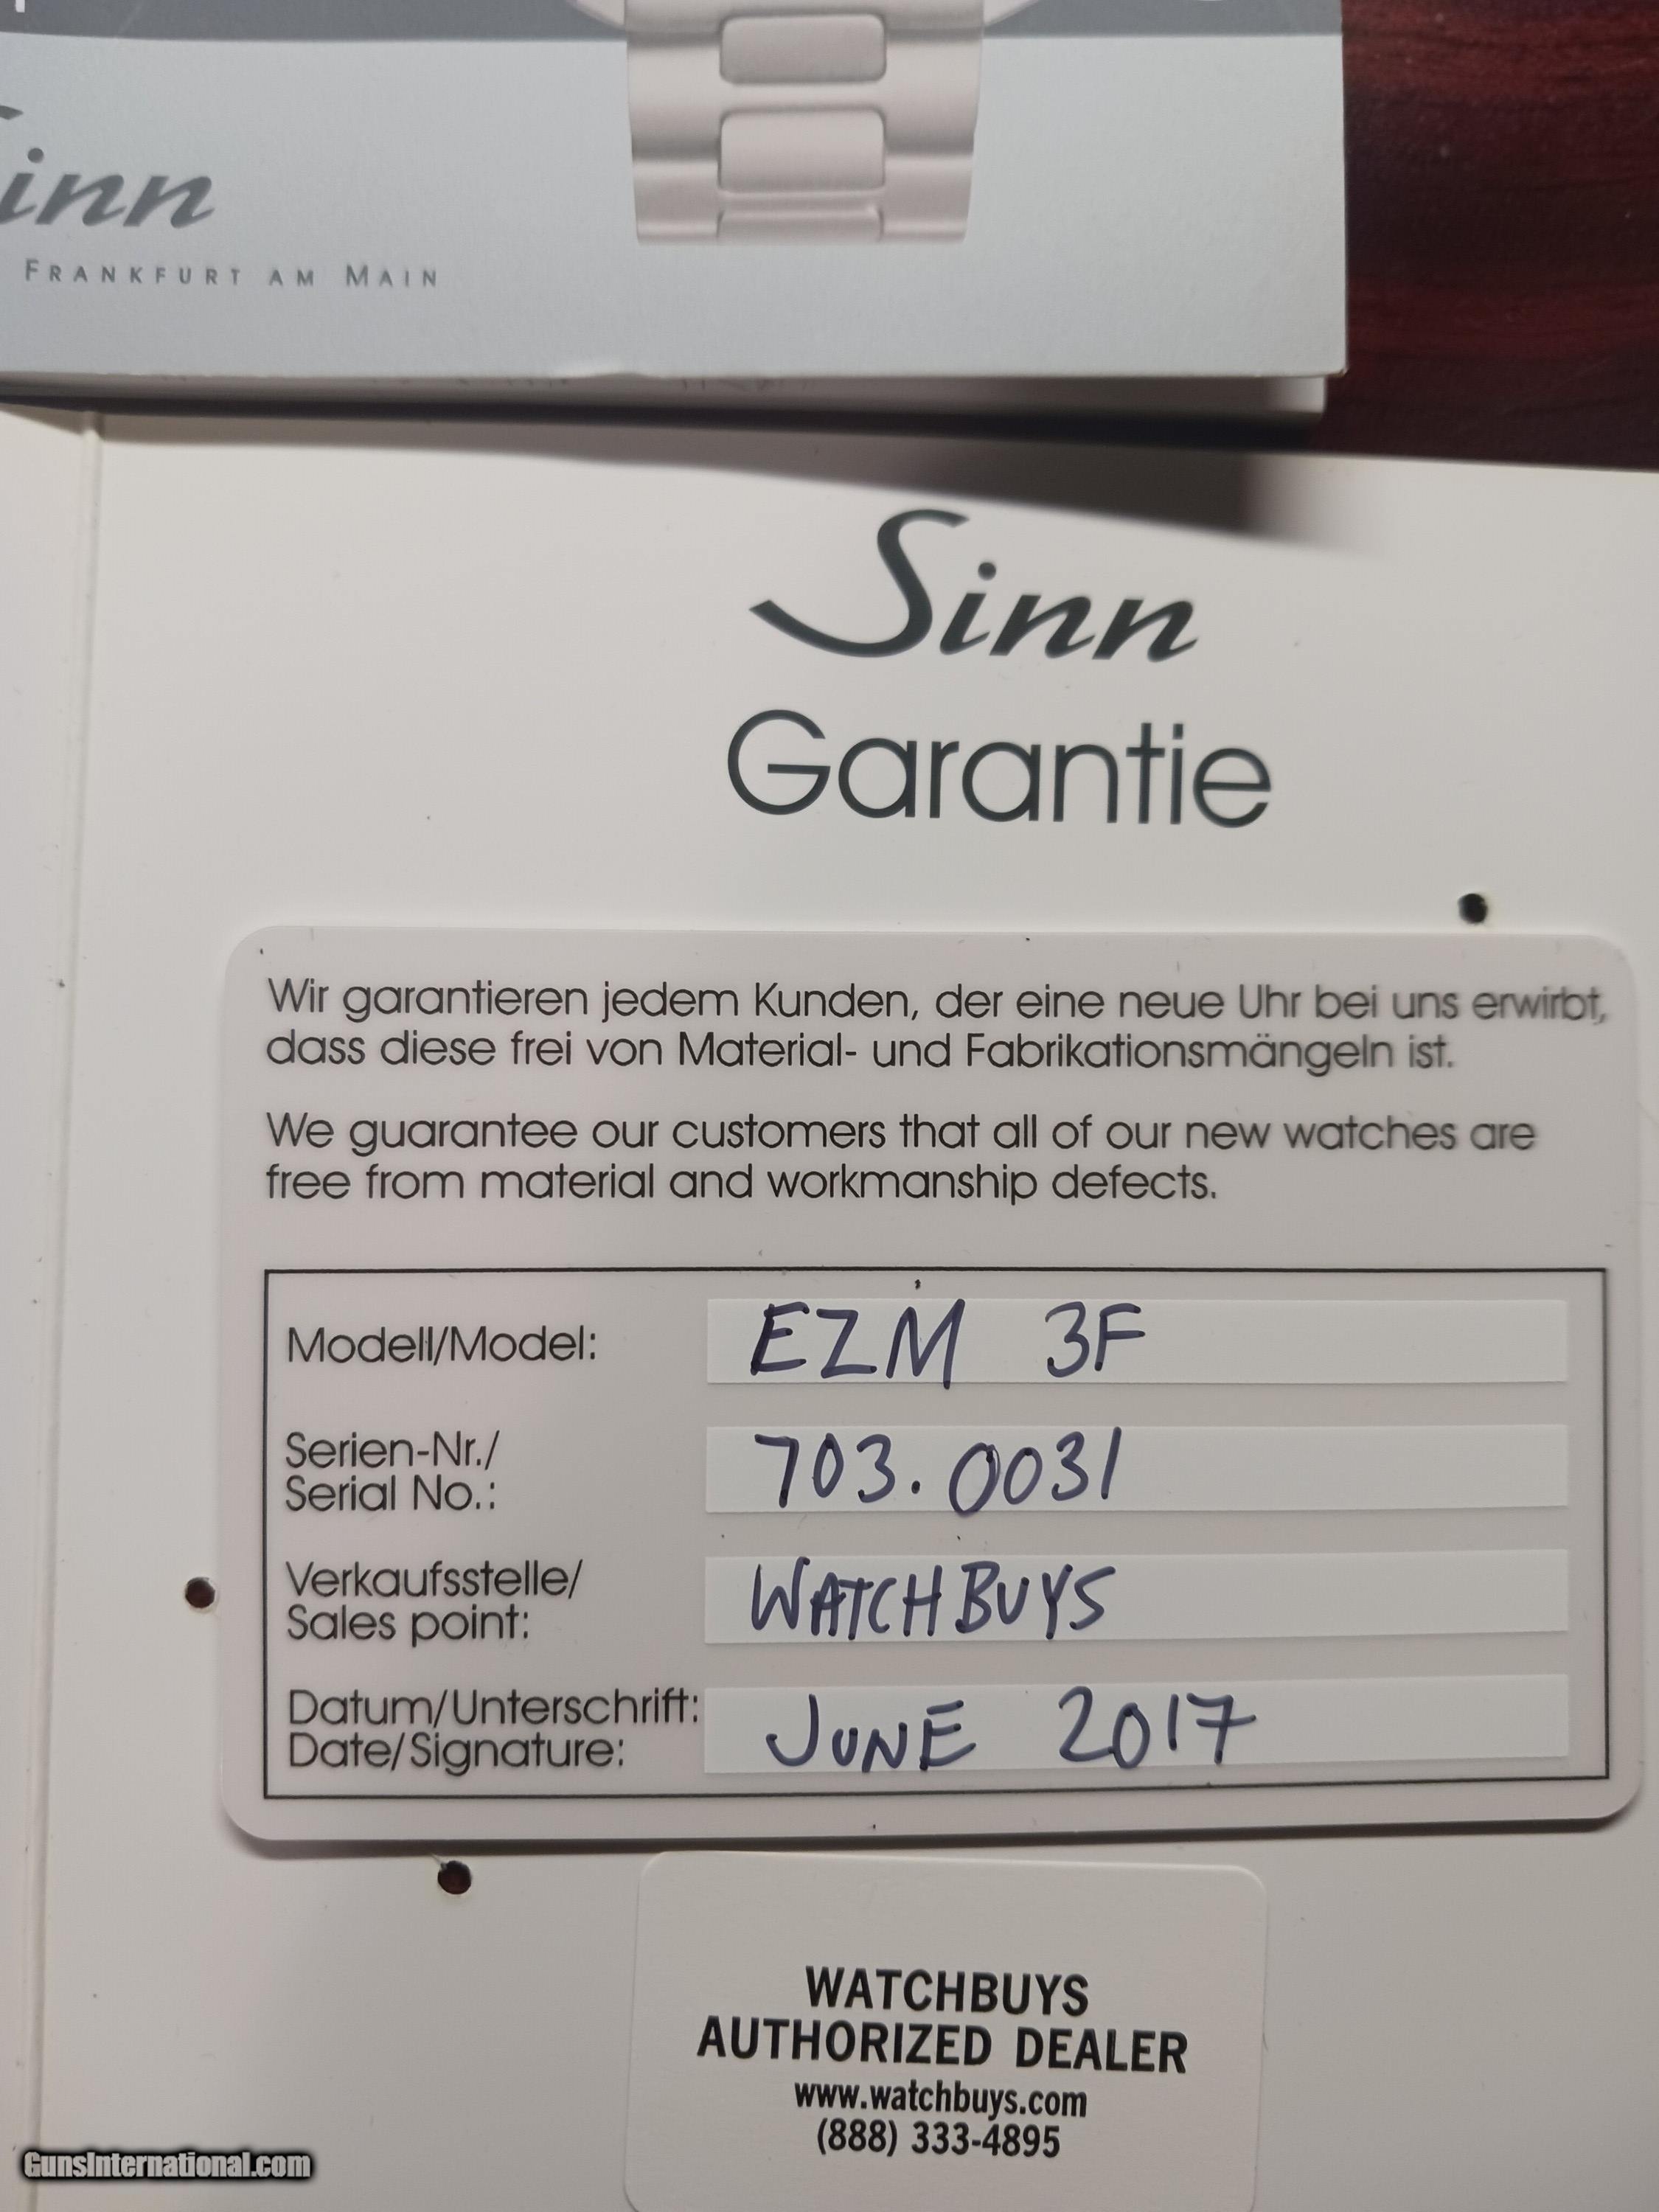 inn
FRANKFURT AM MAIN
Sinn
Garantie
Wir garantieren jedem Kunden, der eine neue Uhr bei uns erwirbt,
dass diese frei von Material- und Fabrikationsmängeln ist.
We guarantee our customers that all of our new watches are
free from material and workmanship defects.
Modell/Model: EZM 3F
Serien-Nr./
Serial No.: 703.0031
Verkaufsstelle/
Sales point: WATCHBUYS
Datum/Unterschrift:
Date/Signature: JUNE 2017
WATCHBUYS
AUTHORIZED DEALER
www.watchbuys.com
(888) 333-4895
GunsInternational.com